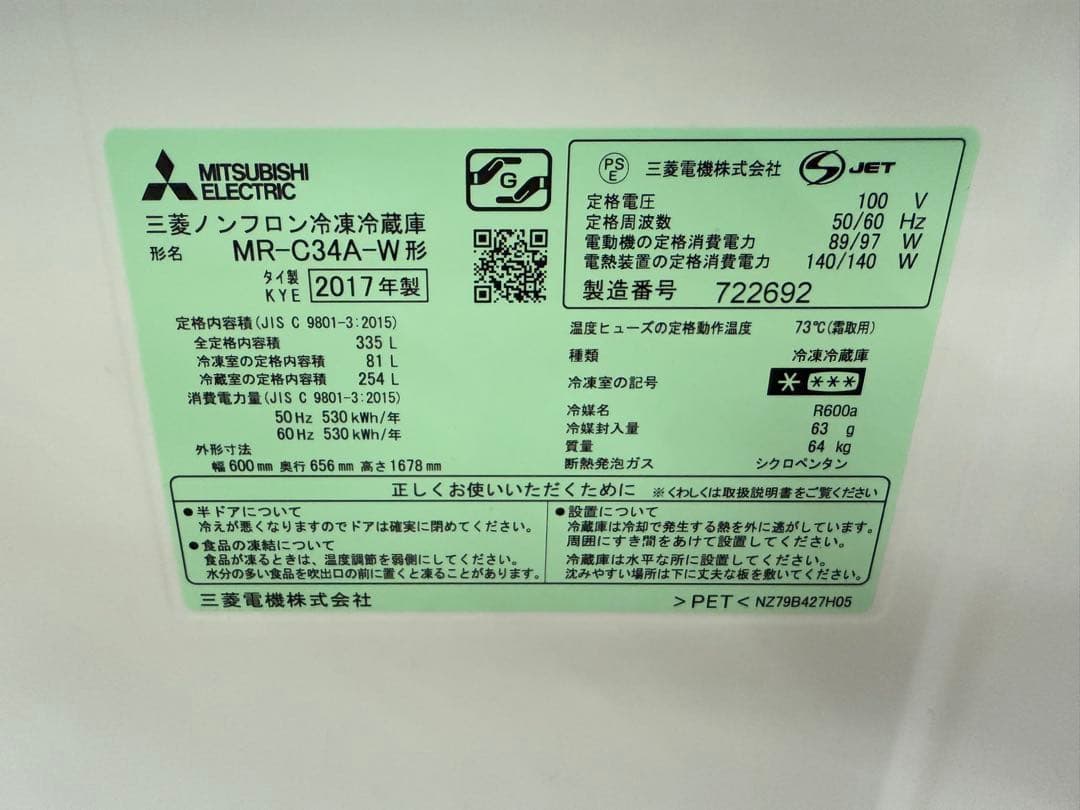 MITSUBISHI
ELECTRIC
G
三菱ノンフロン冷凍冷蔵庫
形名 MR-C34A-W形
タイ製
KYE 2017年製
定格内容積(JIS C 9801-3:2015)
全定格内容積 335 L
冷凍室の定格内容積 81 L
冷蔵室の定格内容積 254 L
消費電力量(JIS C 9801-3:2015)
50Hz 530 kWh/年
60Hz 530 kWh/年
外形寸法
幅600mm 奥行656mm 高さ1678mm
PS
E 三菱電機株式会社 JET
定格電圧 100 V
定格周波数 50/60 Hz
電動機の定格消費電力 89/97 W
電熱装置の定格消費電力 140/140 W
製造番号 722692
温度ヒューズの定格動作温度 73℃(霜取用)
種類 冷凍冷蔵庫
冷凍室の記号 * ***
冷媒名 R600a
冷媒封入量 63 g
質量 64 kg
断熱発泡ガス シクロペンタン
正しくお使いいただくために ※くわしくは取扱説明書をご覧ください
●半ドアについて
冷えが悪くなりますのでドアは確実に閉めてください。
●食品の凍結について
食品が凍るときは、温度調節を弱側にしてください。
水分の多い食品を吹出口の前に置くと凍ることがあります。
●設置について
冷蔵庫は冷却で発生する熱を外に逃がしています。
周囲にすき間をあけて設置してください。
冷蔵庫は水平な所に設置してください。
沈みやすい場所は下に丈夫な板を敷いてください。
三菱電機株式会社 >PET< NZ79B427H05